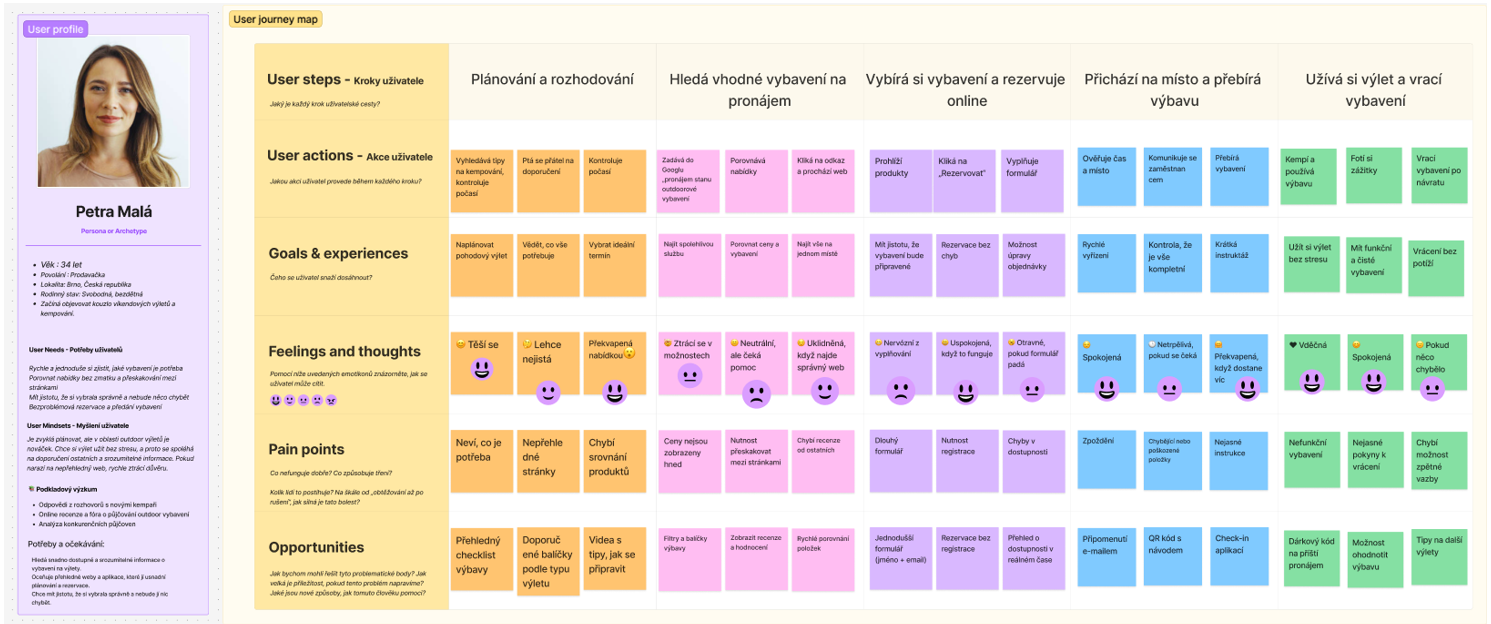 User profile
Petra Malá
Persona or Archetype
Věk : 34 let
Povolání : Prodavačka
Lokalita: Brno, Česká republika
Rodinný stav: Svobodná, bezdětná
Začíná objevovat kouzlo víkendových výletů a
kempování.
User Needs - Potřeby uživatelů
Rychle a jednoduše si zjistit, jaké vybavení je potřeba
Porovnat nabídky bez zmatku a přeskakování mezi
stránkami
Mít jistotu, že si vybrala správně a nebude něco chybět
Bezproblémová rezervace a předání vybavení
User Mindsets - Myšlení uživatele
Je zvyklá plánovat, ale v oblasti outdoor výletů je
nováček. Chce si výlet užít bez stresu, a proto se spoléhá
na doporučení ostatních a srozumitelné informace. Pokud
narazí na nepřehledný web, rychle ztrácí důvěru.
Podkladový výzkum
Odpovědi z rozhovorů s novými kempaři
Online recenze a fóra o půjčování outdoor vybavení
Analýza konkurenčních půjčoven
Potřeby a očekávání:
Hledá snadno dostupné a srozumitelné informace o
vybavení na výlety.
Oceňuje přehledné weby a aplikace, které jí usnadní
plánování a rezervace.
Chce mít jistotu, že si vybrala správně a nebude jí nic
chybět.
User journey map
User steps - Kroky uživatele
Jaký je každý krok uživatelské cesty?
Plánování a rozhodování
Hledá vhodné vybavení na
pronájem
Vybírá si vybavení a rezervuje
online
Přichází na místo a přebírá
výbavu
Užívá si výlet a vrací
vybavení
User actions - Akce uživatele
Jakou akci uživatel provede během každého kroku?
Vyhledává tipy
na kempování,
kontroluje
počasí
Ptá se přátel na
doporučení
Kontroluje
počasí
Zadává do
Googlu
„pronájem stanu
outdoorové
vybavení
Porovnává
nabídky
Kliká na odkaz
a prochází web
Prohlíží
produkty
Kliká na
„Rezervovat"
Vyplňuje
formulář
Ověřuje čas
a místo
Komunikuje se
zaměstnan
cem
Přebírá
vybavení
Kempí a
používá
výbavu
Fotí si
zážitky
Vrací
vybavení po
návratu
Goals & experiences
Čeho se uživatel snaží dosáhnout?
Naplánovat
pohodový výlet
Vědět, co vše
potřebuje
Vybrat ideální
termín
Najít spolehlivou
službu
Porovnat ceny a
vybavení
Najít vše na
jednom místě
Mít jistotu, že
vybavení bude
připravené
Rezervace bez
chyb
Možnost
úpravy
objednávky
Rychlé
vyřízení
Kontrola, že
je vše
kompletní
Krátká
instruktáž
Užít si výlet
bez stresu
Mít funkční
a čisté
vybavení
Vrácení bez
potíží
Feelings and thoughts
Pomocí níže uvedených emotikonů znázorněte, jak se
uživatel může cítit.
Těší se
Lehce
nejistá
Překvapená
nabídkou
Ztrácí se v
možnostech
Neutrální,
ale čeká
pomoc
Uklidněná,
když najde
správný web
Nervózní z
vyplňování
Uspokojená,
když to funguje
Otravné,
pokud formulář
padá
Spokojená
Netrpělivá,
pokud se čeká
Překvapené,
když dostane
víc
Vděčná
Spokojená
Pokud
něco
chybělo
Pain points
Co nefunguje dobře? Co způsobuje tření?
Kolik lidí to postihuje? Na škále od „obtěžování až po
rušení", jak silná je tato bolest?
Neví, co je
potřeba
Nepřehle
dné
stránky
Chybí
srovnání
produktů
Ceny nejsou
zobrazeny
hned
Nutnost
přeskakovat
mezi stránkami
Chybí recenze
od ostatních
Dlouhý
formulář
Nutnost
registrace
Chyby v
dostupnosti
Zpoždění
Chybějící nebo
poškozené
položky
Nejasné
instrukce
Nefunkční
vybavení
Nejasné
pokyny k
vrácení
Chybí
možnost
zpětné
vazby
Opportunities
Jak bychom mohli řešit tyto problematické body? Jak
velká je příležitost, pokud tento problém napravíme?
Jaké jsou nové způsoby, jak tomuto člověku pomoci?
Přehledný
checklist
výbavy
Doporuč
ené balíčky
podle typu
výletu
Videa s
tipy, jak se
připravit
Filtry a balíčky
výbavy
Zobrazit recenze
a hodnocení
Rychlé porovnání
položek
Jednodušší
formulář
(jméno + email)
Rezervace bez
registrace
Přehled o
dostupnosti v
reálném čase
Připomenutí
e-mailem
QR kód s
návodem
Check-in
aplikací
Dárkový kód
na příští
pronájem
Možnost
ohodnotit
výbavu
Tipy na další
výlety